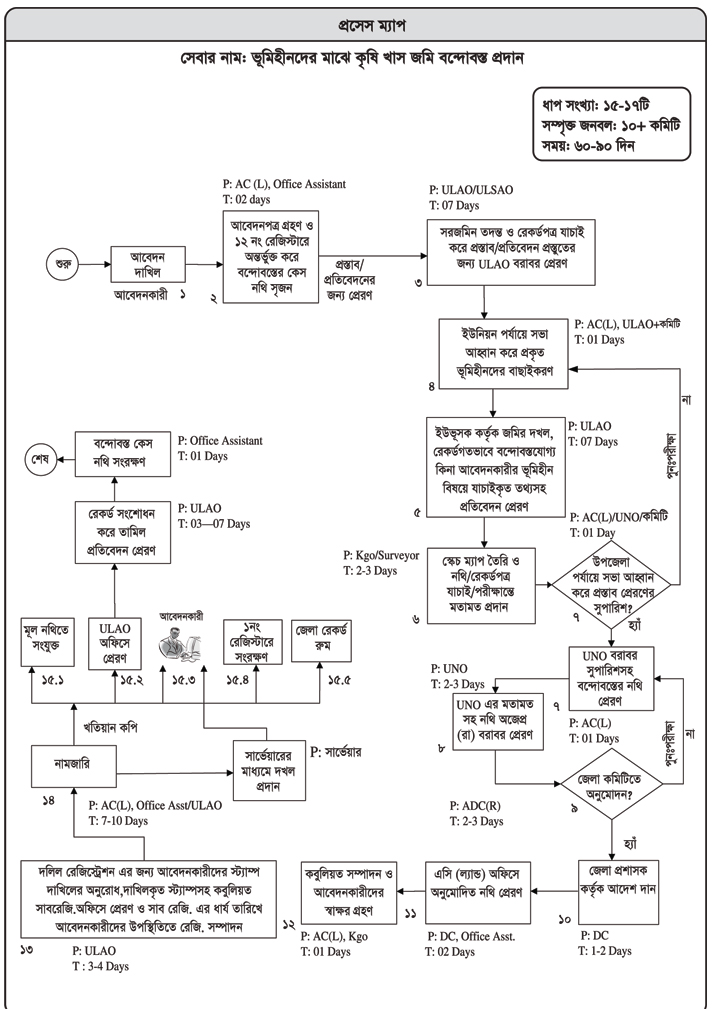 প্রসেস ম্যাপ
সেবার নাম: ভূমিহীনদের মাঝে কৃষি খাস জমি বন্দোবস্ত প্রদান
ধাপ সংখ্যা: ১৫-১৭টি
সম্পৃক্ত জনবল: ১০+ কমিটি
সময়: ৬০-৯০ দিন
শুরু
আবেদন
দাখিল
আবেদনকারী
১
P: AC (L), Office Assistant
T: 02 days
আবেদনপত্র গ্রহণ ও
১২ নং রেজিস্টারে
অন্তর্ভুক্ত করে
বন্দোবস্তের কেস
নথি সৃজন
২
প্রস্তাব/
প্রতিবেদনের
জন্য প্রেরণ
P: ULAO/ULSAO
T: 07 Days
সরজমিন তদন্ত ও রেকর্ডপত্র যাচাই
করে প্রস্তাব/প্রতিবেদন প্রস্তুতের
জন্য ULAO বরাবর প্রেরণ
৩
P: AC(L), ULAO+কমিটি
T: 01 Days
ইউনিয়ন পর্যায়ে সভা
আহ্বান করে প্রকৃত
ভূমিহীনদের বাছাইকরণ
৪
না
পুনঃপরীক্ষা
P: ULAO
T: 07 Days
ইউভূসক কর্তৃক জমির দখল,
রেকর্ডগতভাবে বন্দোবস্তযোগ্য
কিনা আবেদনকারীর ভূমিহীন
বিষয়ে যাচাইকৃত তথ্যসহ
প্রতিবেদন প্রেরণ
৫
P: Kgo/Surveyor
T: 2-3 Days
স্কেচ ম্যাপ তৈরি ও
নথি/রেকর্ডপত্র
যাচাই/পরীক্ষান্তে
মতামত প্রদান
৬
P: AC(L)/UNO/কমিটি
T: 01 Day
উপজেলা
পর্যায়ে সভা আহ্বান
করে প্রস্তাব প্রেরণের
সুপারিশ?
৭
হ্যাঁ
UNO বরাবর
সুপারিশসহ
বন্দোবস্তের নথি
প্রেরণ
৭
P: AC(L)
T: 01 Days
P: UNO
T: 2-3 Days
UNO এর মতামত
সহ নথি অজেপ্র
(রা) বরাবর প্রেরণ
৮
না
পুনঃপরীক্ষা
জেলা কমিটিতে
অনুমোদন?
৯
P: ADC(R)
T: 2-3 Days
হ্যাঁ
জেলা প্রশাসক
কর্তৃক আদেশ দান
১০
P: DC
T: 1-2 Days
এসি (ল্যান্ড) অফিসে
অনুমোদিত নথি প্রেরণ
১১
P: DC, Office Asst.
T: 02 Days
কবুলিয়ত সম্পাদন ও
আবেদনকারীদের
স্বাক্ষর গ্রহণ
১২
P: AC(L), Kgo
T: 01 Days
দলিল রেজিস্ট্রেশন এর জন্য আবেদনকারীদের স্ট্যাম্প
দাখিলের অনুরোধ,দাখিলকৃত স্ট্যাম্পসহ কবুলিয়ত
সাবরেজি.অফিসে প্রেরণ ও সাব রেজি. এর ধার্য তারিখে
আবেদনকারীদের উপস্থিতিতে রেজি. সম্পাদন
১৩
P: ULAO
T : 3-4 Days
নামজারি
১৪
P: AC(L), Office Asst/ULAO
T: 7-10 Days
সার্ভেয়ারের
মাধ্যমে দখল
প্রদান
P: সার্ভেয়ার
খতিয়ান কপি
মূল নথিতে
সংযুক্ত
১৫.১
ULAO
অফিসে
প্রেরণ
১৫.২
আবেদনকারী
১৫.৩
১নং
রেজিস্টারে
সংরক্ষণ
১৫.৪
জেলা রেকর্ড
রুম
১৫.৫
রেকর্ড সংশোধন
করে তামিল
প্রতিবেদন প্রেরণ
P: ULAO
T: 03—07 Days
বন্দোবস্ত কেস
নথি সংরক্ষণ
P: Office Assistant
T: 01 Days
শেষ